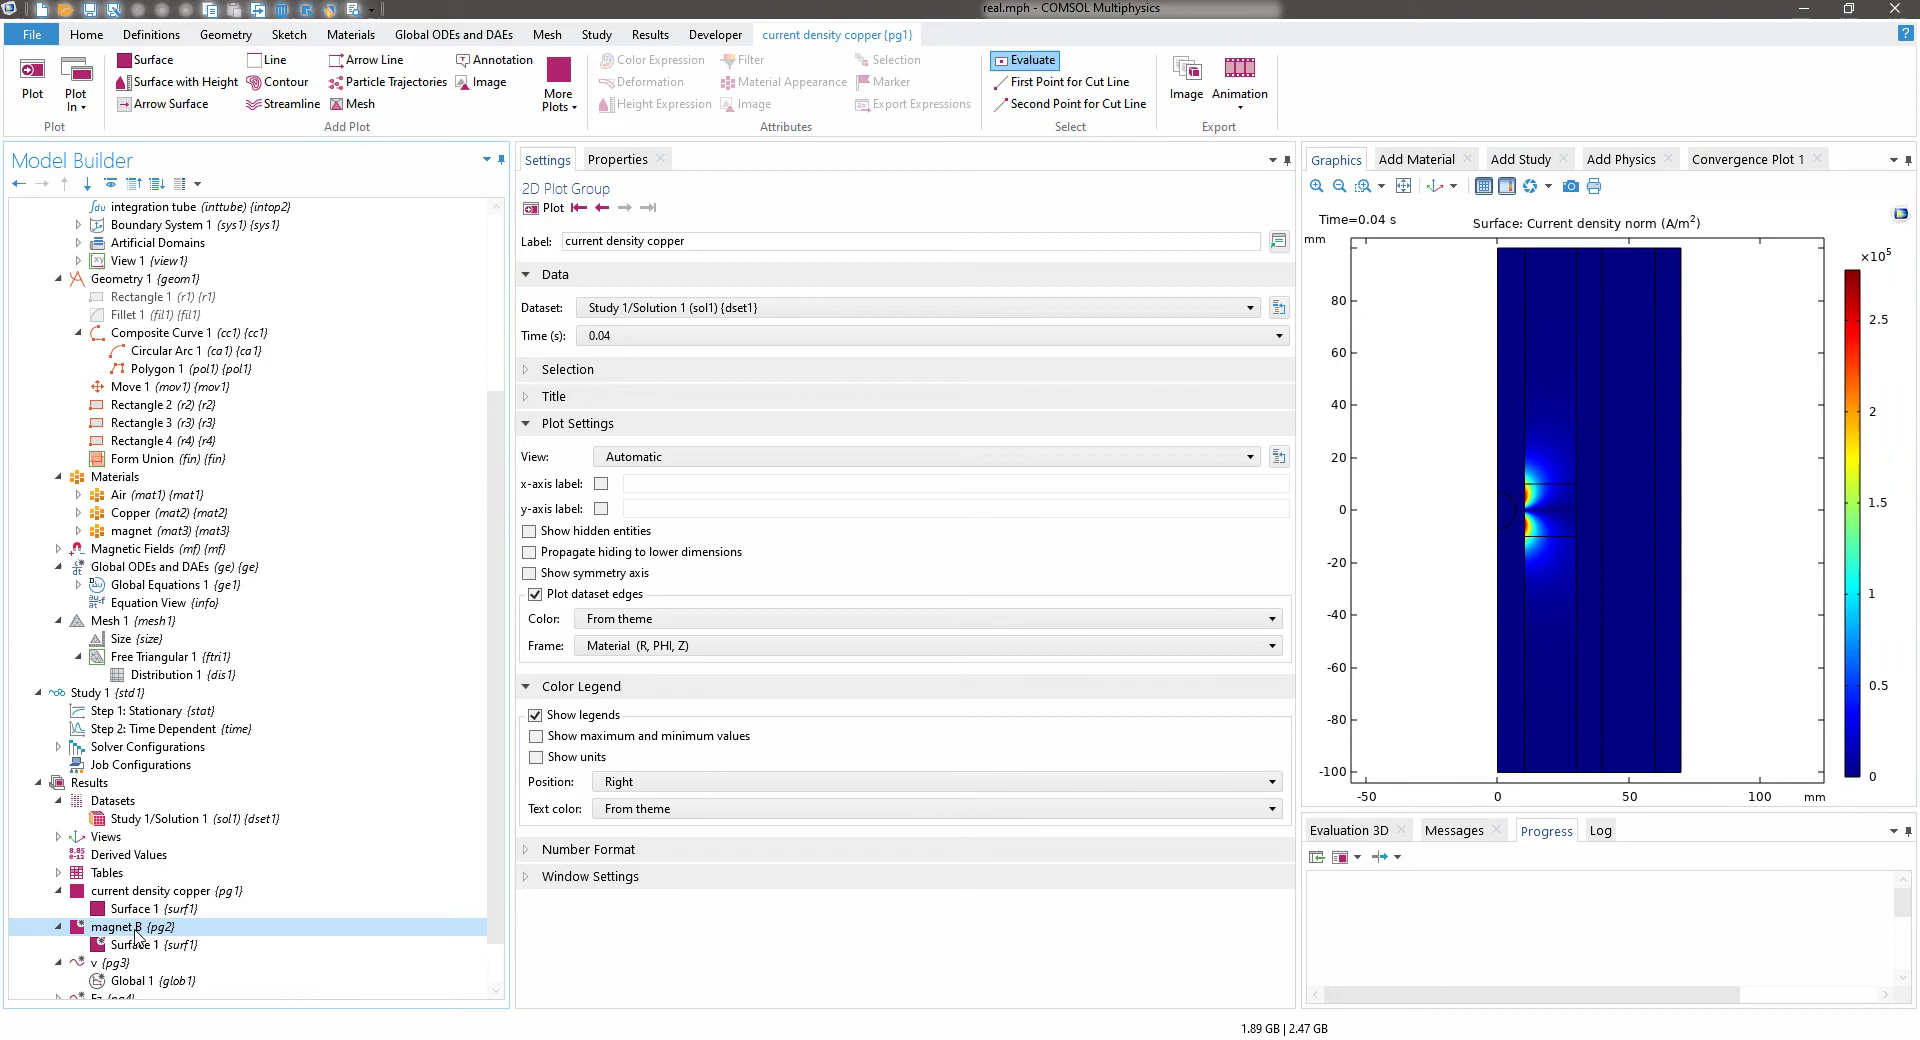 real.mph - COMSOL Multiphysics
File Home Definitions Geometry Sketch Materials Global ODEs and DAEs Mesh Study Results Developer current density copper {pg1}
Plot
Plot In
Plot
Surface
Surface with Height
Arrow Surface
Line
Contour
Streamline
Arrow Line
Particle Trajectories
Mesh
Annotation
Image
More Plots
Add Plot
Color Expression
Deformation
Height Expression
Filter
Material Appearance
Image
Selection
Marker
Export Expressions
Attributes
Evaluate
First Point for Cut Line
Second Point for Cut Line
Select
Image
Animation
Export
Model Builder
integration tube (inttube) {intop2}
Boundary System 1 (sys1) {sys1}
Artificial Domains
View 1 {view1}
Geometry 1 {geom1}
Rectangle 1 (r1) {r1}
Fillet 1 (fil1) {fil1}
Composite Curve 1 (cc1) {cc1}
Circular Arc 1 (ca1) {ca1}
Polygon 1 (pol1) {pol1}
Move 1 (mov1) {mov1}
Rectangle 2 (r2) {r2}
Rectangle 3 (r3) {r3}
Rectangle 4 (r4) {r4}
Form Union (fin) {fin}
Materials
Air (mat1) {mat1}
Copper (mat2) {mat2}
magnet (mat3) {mat3}
Magnetic Fields (mf) {mf}
Global ODEs and DAEs (ge) {ge}
Global Equations 1 {ge1}
Equation View {info}
Mesh 1 {mesh1}
Size {size}
Free Triangular 1 {ftri1}
Distribution 1 {dis1}
Study 1 {std1}
Step 1: Stationary {stat}
Step 2: Time Dependent {time}
Solver Configurations
Job Configurations
Results
Datasets
Study 1/Solution 1 (sol1) {dset1}
Views
Derived Values
Tables
current density copper {pg1}
Surface 1 {surf1}
magnet B {pg2}
Surface 1 {surf1}
v {pg3}
Global 1 {glob1}
Fz {pg4}
Settings Properties
2D Plot Group
Plot
Label: current density copper
Data
Dataset: Study 1/Solution 1 (sol1) {dset1}
Time (s): 0.04
Selection
Title
Plot Settings
View: Automatic
x-axis label:
y-axis label:
Show hidden entities
Propagate hiding to lower dimensions
Show symmetry axis
Plot dataset edges
Color: From theme
Frame: Material (R, PHI, Z)
Color Legend
Show legends
Show maximum and minimum values
Show units
Position: Right
Text color: From theme
Number Format
Window Settings
Graphics Add Material Add Study Add Physics Convergence Plot 1
Time=0.04 s Surface: Current density norm (A/m²)
mm
80
60
40
20
0
-20
-40
-60
-80
-100
-50 0 50 100 mm
×10⁵
2.5
2
1.5
1
0.5
0
Evaluation 3D Messages Progress Log
1.89 GB | 2.47 GB